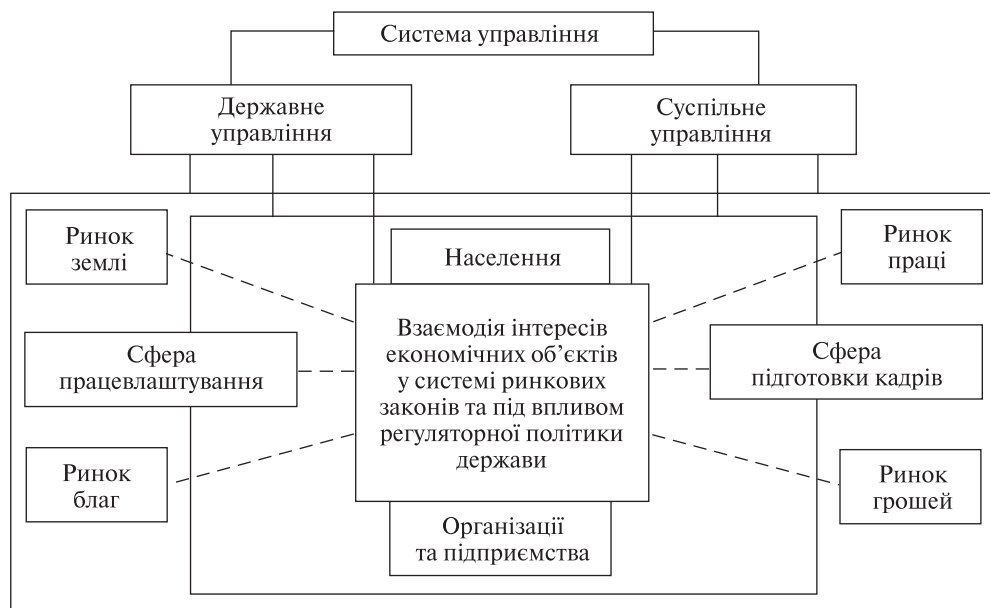 Система управління
Державне
управління
Суспільне
управління
Ринок
землі
Населення
Ринок
праці
Сфера
працевлаштування
Взаємодія інтересів
економічних об’єктів
у системі ринкових
законів та під впливом
регуляторної політики
держави
Сфера
підготовки кадрів
Ринок
благ
Організації
та підприємства
Ринок
грошей